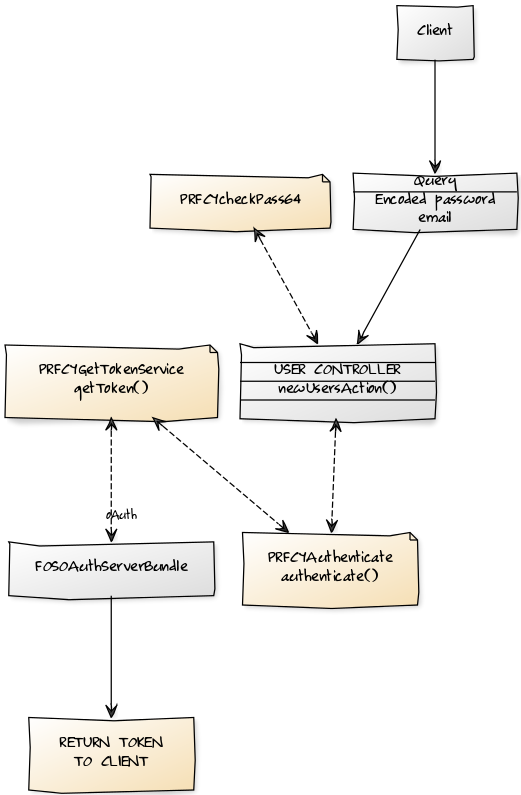 Client
Query
Encoded password
email
PRFCYcheckPass64
USER CONTROLLER
newUsersAction()
PRFCYGetTokenService
getToken()
oAuth
PRFCYAuthenticate
authenticate()
FOSOAuthServerBundle
RETURN TOKEN
TO CLIENT